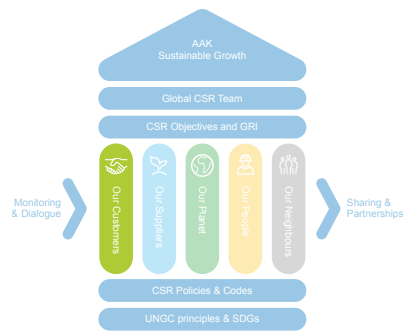 AAK
Sustainable Growth
Global CSR Team
CSR Objectives and GRI
Our Customers
Our Suppliers
Our Planet
Our People
Our Neighbours
Monitoring
& Dialogue
Sharing &
Partnerships
CSR Policies & Codes
UNGC principles & SDGs